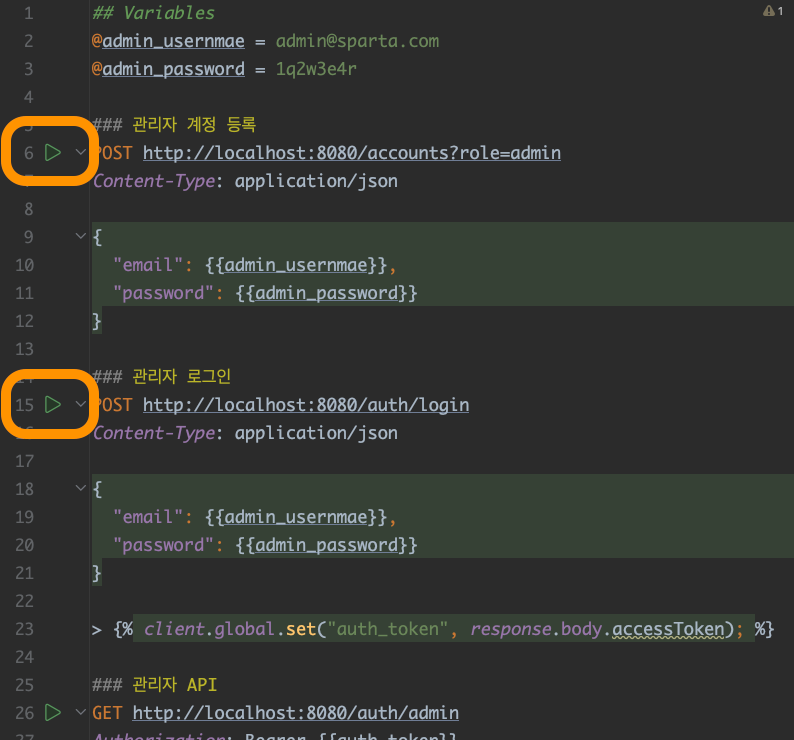 1 ## Variables ⚠ 1
2 @admin_usernmae = admin@sparta.com
3 @admin_password = 1q2w3e4r
4
5 ### 관리자 계정 등록
6 POST http://localhost:8080/accounts?role=admin
7 Content-Type: application/json
8
9 {
10 "email": {{admin_usernmae}},
11 "password": {{admin_password}}
12 }
13
14 ### 관리자 로그인
15 POST http://localhost:8080/auth/login
16 Content-Type: application/json
17
18 {
19 "email": {{admin_usernmae}},
20 "password": {{admin_password}}
21 }
22
23 > {% client.global.set("auth_token", response.body.accessToken); %}
24
25 ### 관리자 API
26 GET http://localhost:8080/auth/admin
27 Authorization: Bearer {{auth_token}}